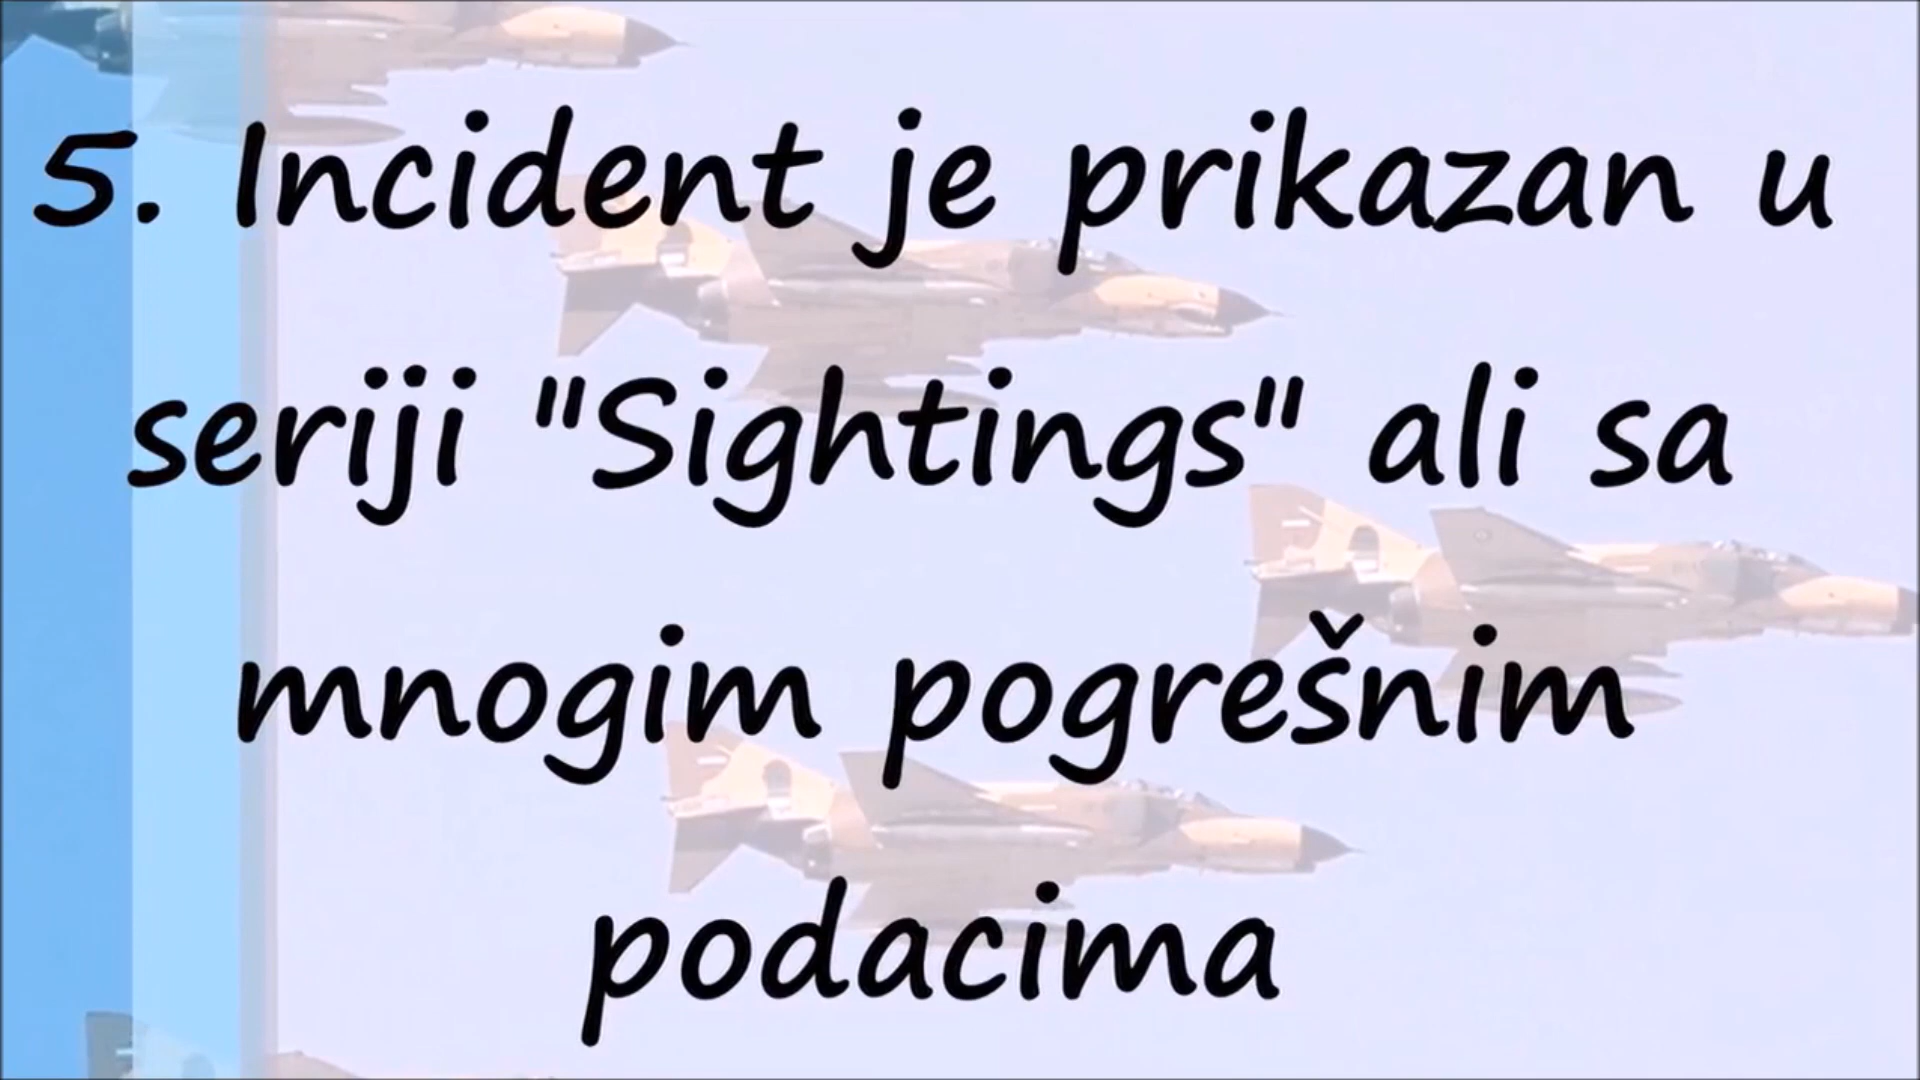 5. Incident je prikazan u
seriji "Sightings" ali sa
mnogim pogrešnim
podacima